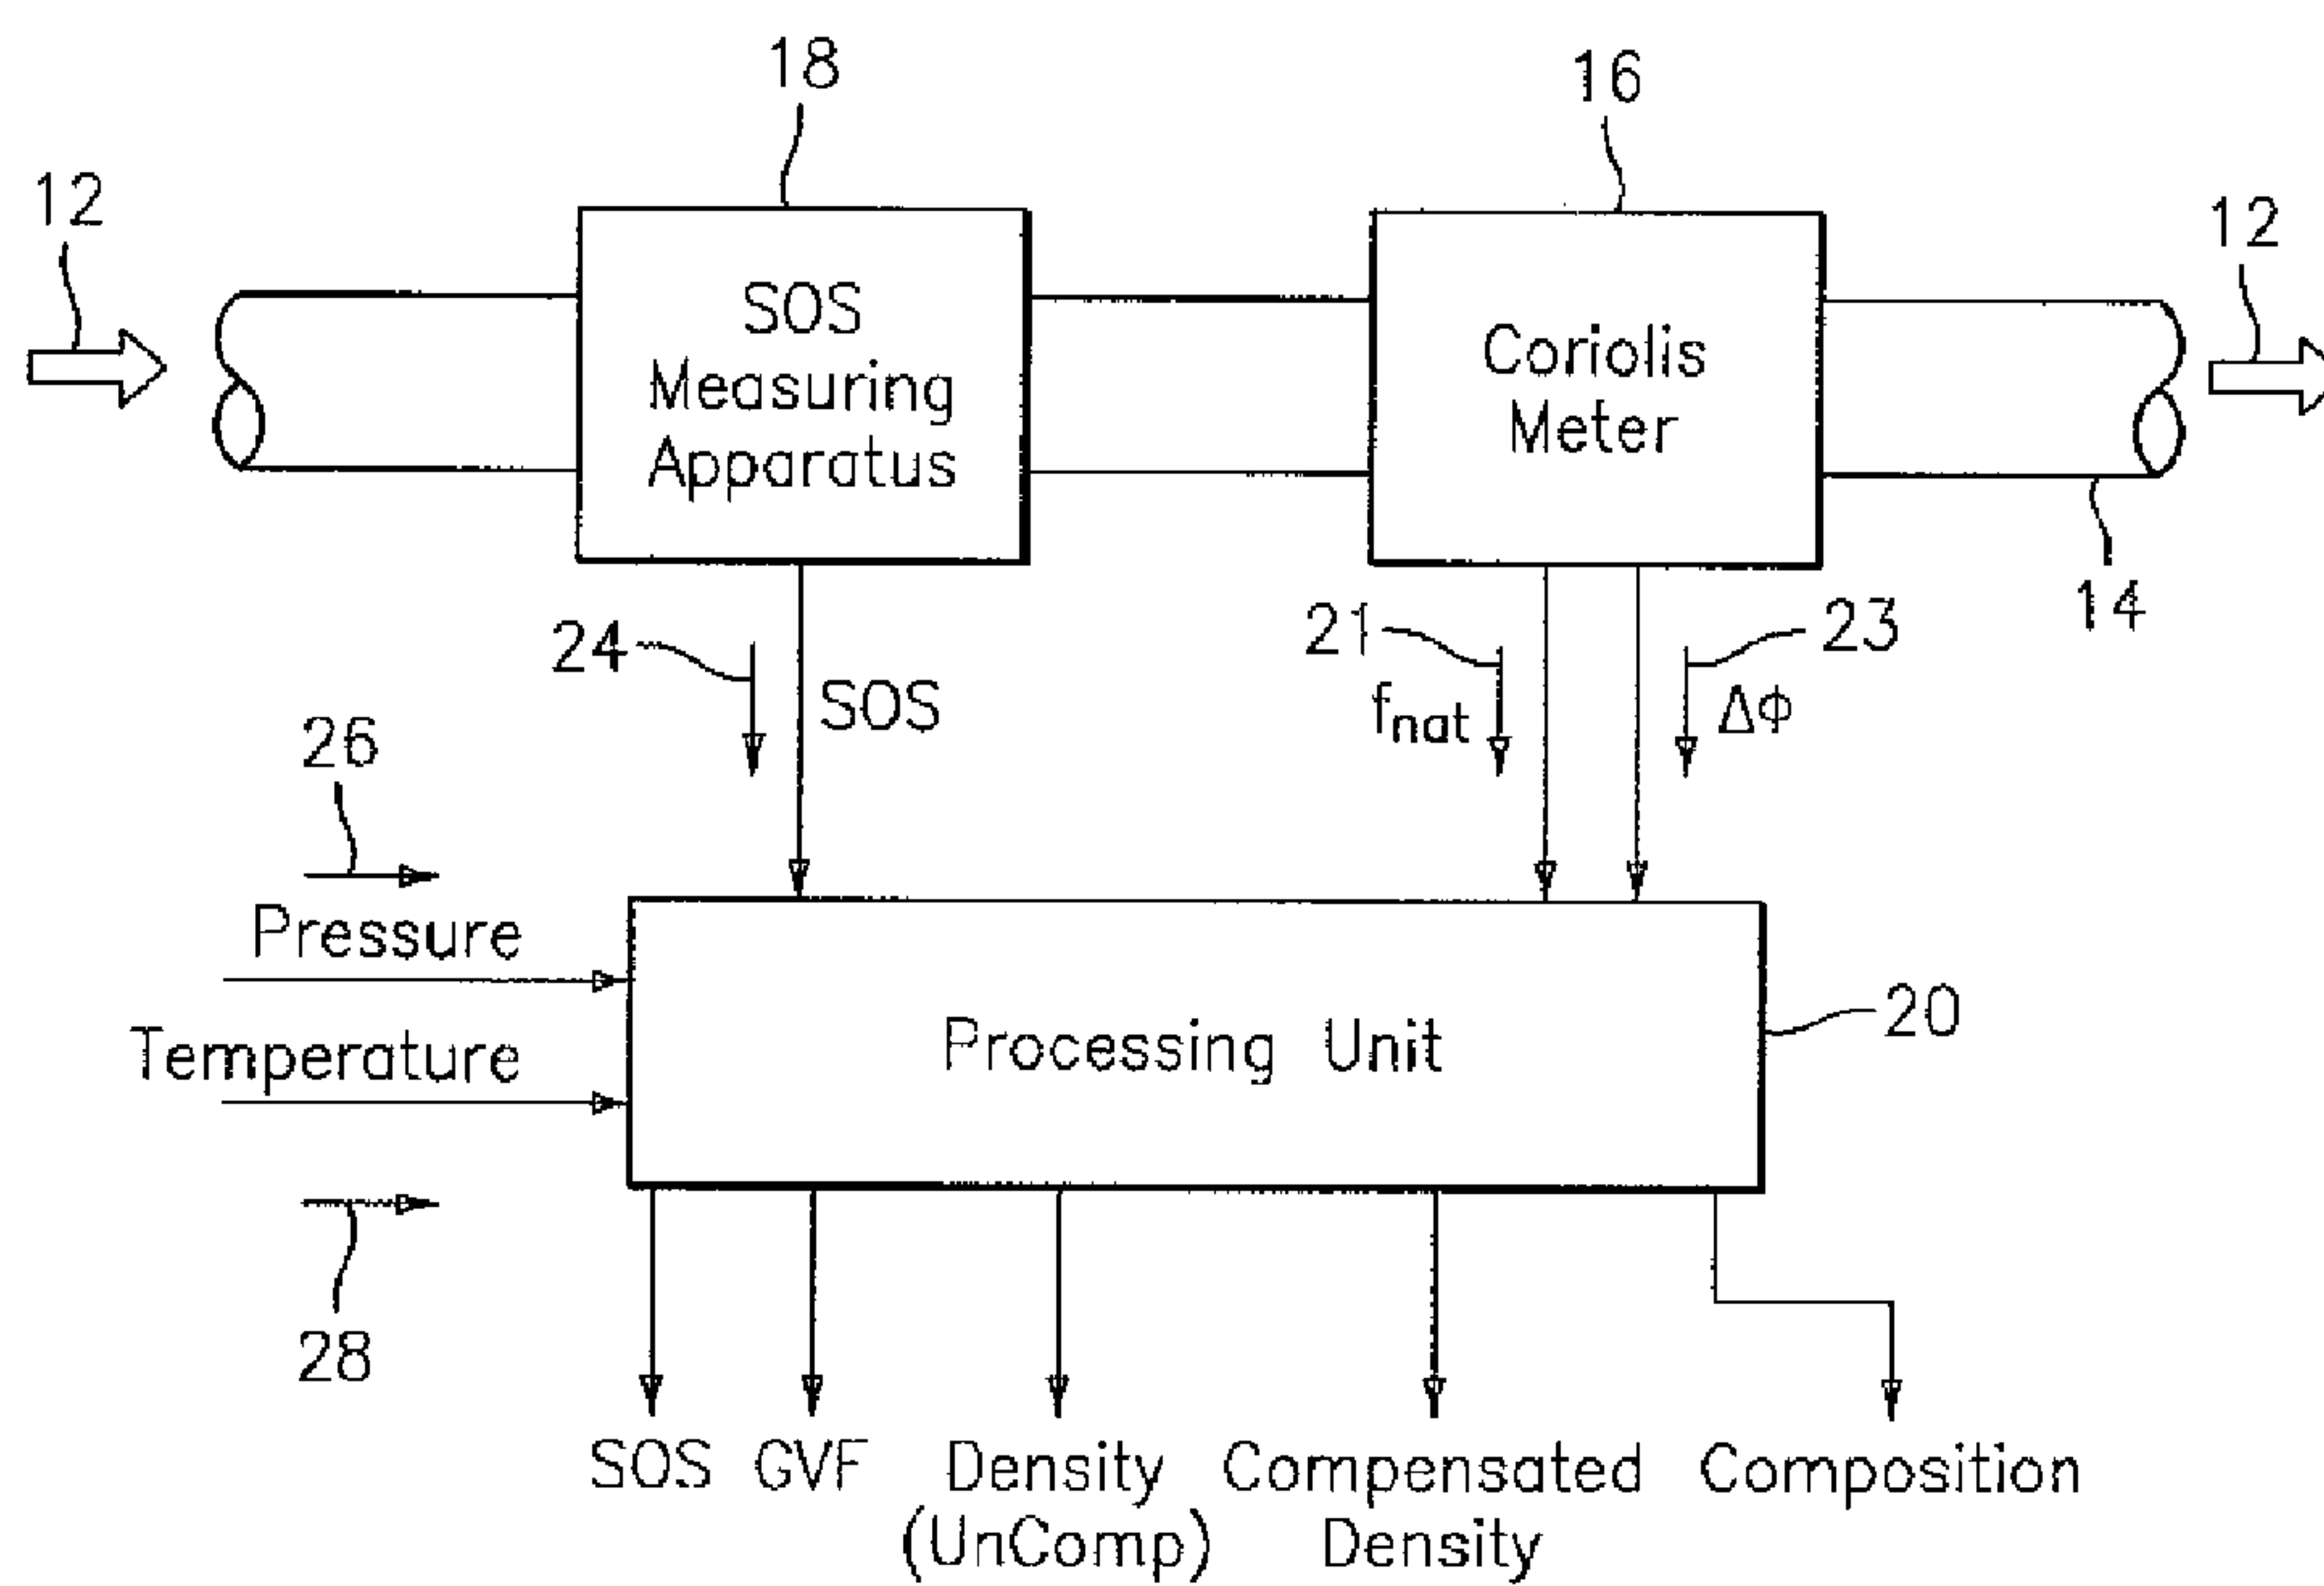 18
16
12
12
SOS
Measuring
Apparatus
Coriolis
Meter
14
24
SOS
21
fnat
23
Δϕ
26
Pressure
Temperature
28
Processing Unit
20
SOS
GVF
Density
(UnComp)
Compensated
Density
Composition